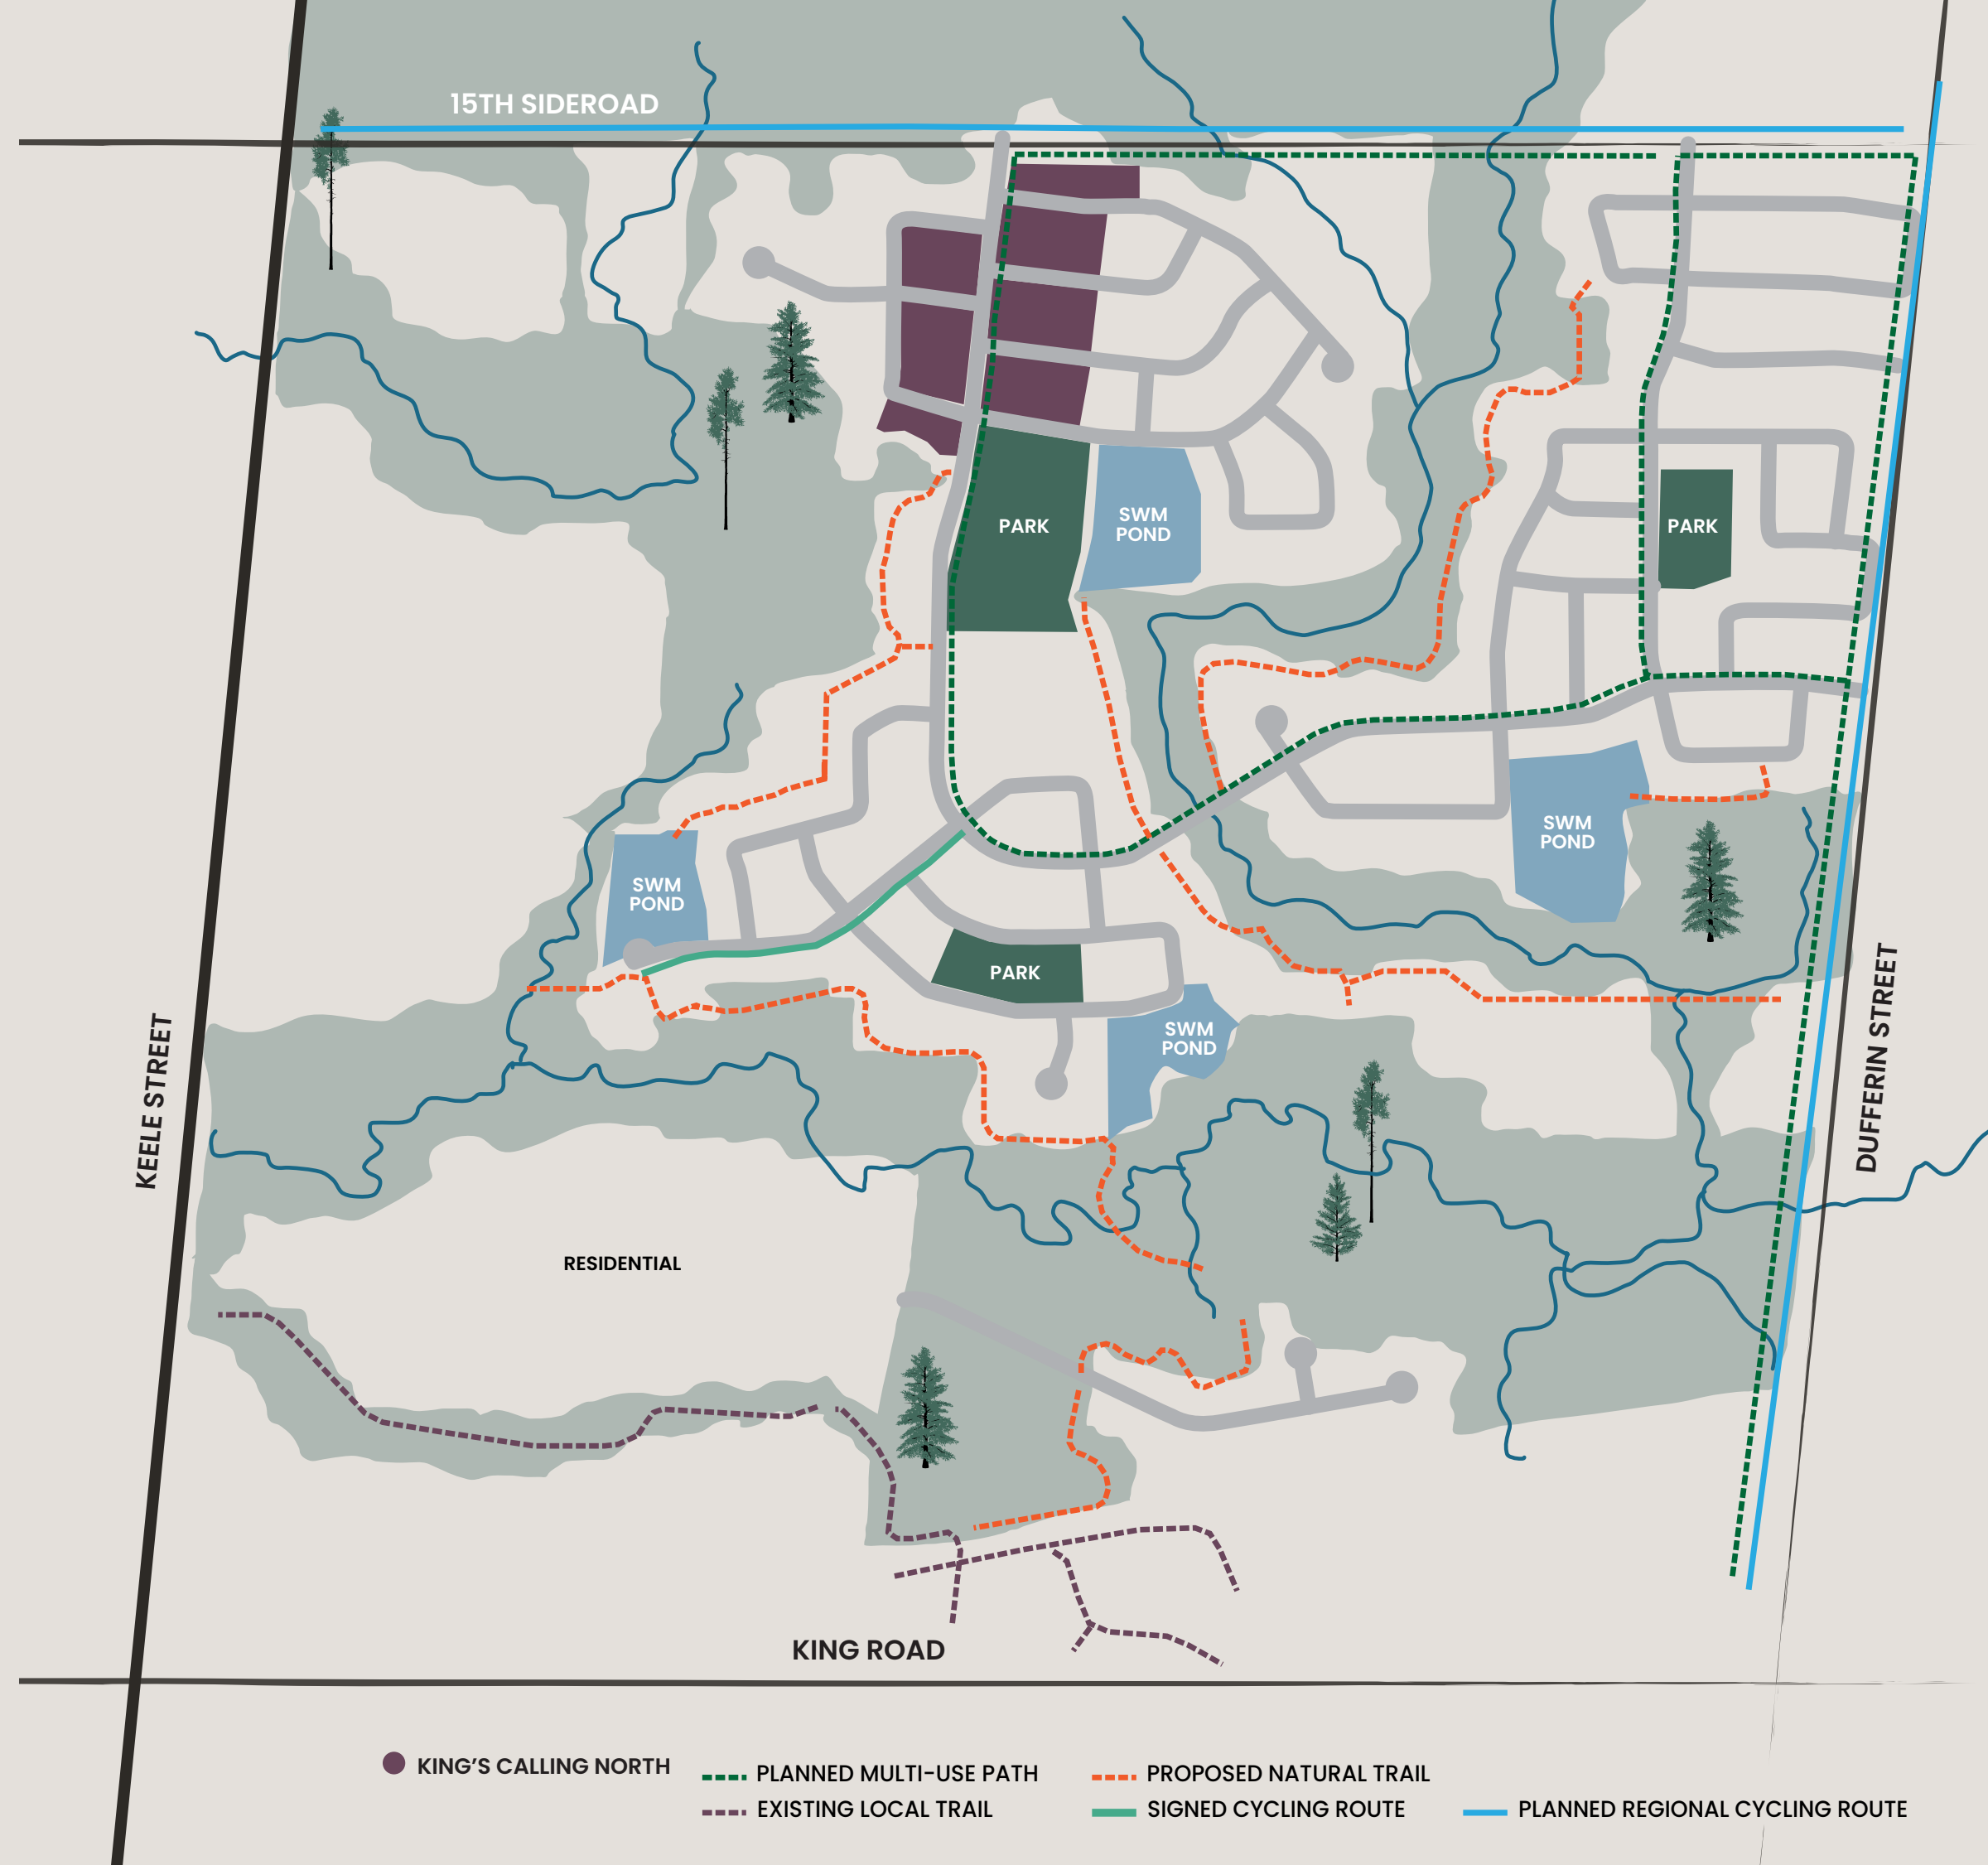 15TH SIDEROAD
PARK
SWM
POND
PARK
SWM
POND
SWM
POND
PARK
SWM
POND
KEELE STREET
DUFFERIN STREET
RESIDENTIAL
KING ROAD
KING'S CALLING NORTH
PLANNED MULTI-USE PATH
PROPOSED NATURAL TRAIL
EXISTING LOCAL TRAIL
SIGNED CYCLING ROUTE
PLANNED REGIONAL CYCLING ROUTE